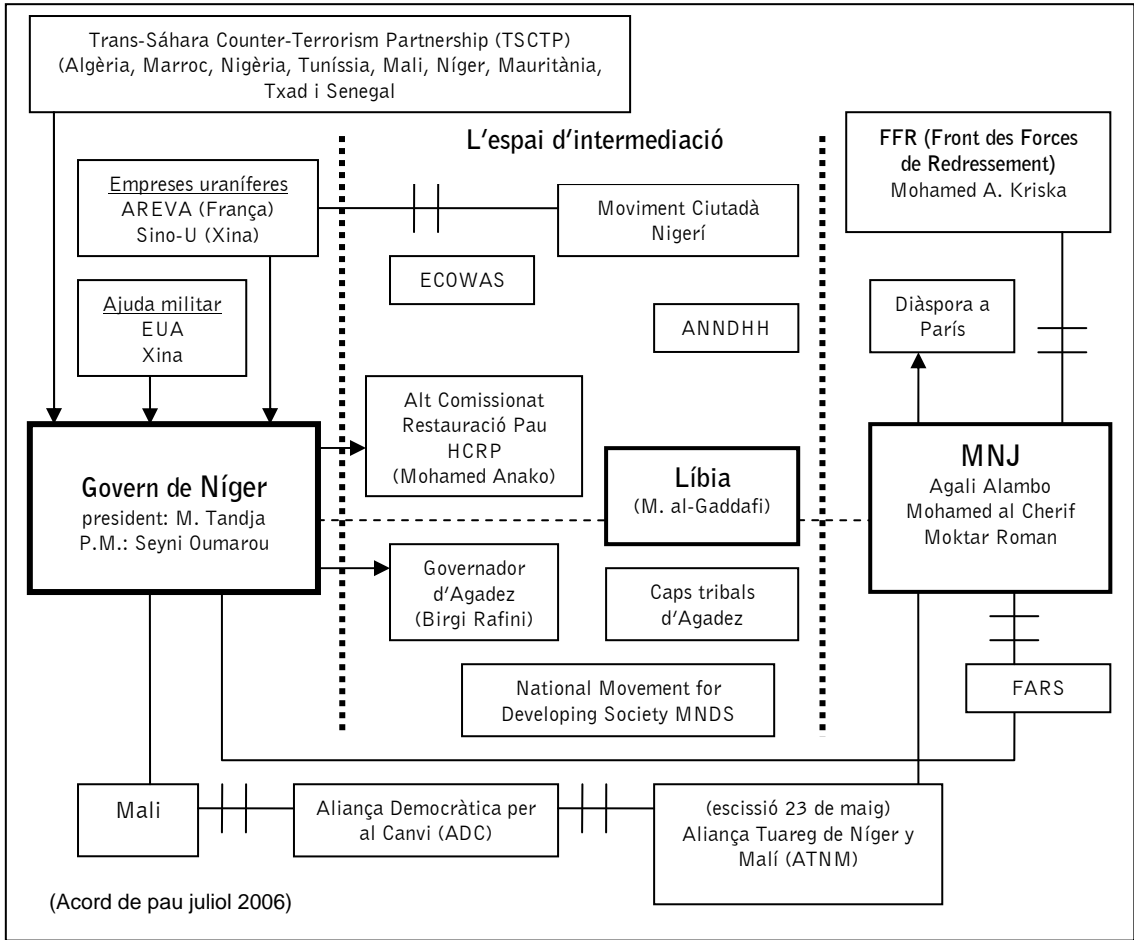 Trans-Sáhara Counter-Terrorism Partnership (TSCTP)
(Algèria, Marroc, Nigèria, Tuníssia, Mali, Níger, Mauritània,
Txad i Senegal
L'espai d'intermediació
FFR (Front des Forces
de Redressement)
Mohamed A. Kriska
Empreses uraníferes
AREVA (França)
Sino-U (Xina)
Moviment Ciutadà
Nigerí
ECOWAS
Ajuda militar
EUA
Xina
ANNDHH
Diàspora a
París
Alt Comissionat
Restauració Pau
HCRP
(Mohamed Anako)
Govern de Níger
president: M. Tandja
P.M.: Seyni Oumarou
Líbia
(M. al-Gaddafi)
MNJ
Agali Alambo
Mohamed al Cherif
Moktar Roman
Governador
d'Agadez
(Birgi Rafini)
Caps tribals
d'Agadez
National Movement for
Developing Society MNDS
FARS
Mali
Aliança Democràtica per
al Canvi (ADC)
(escissió 23 de maig)
Aliança Tuareg de Níger y
Malí (ATNM)
(Acord de pau juliol 2006)